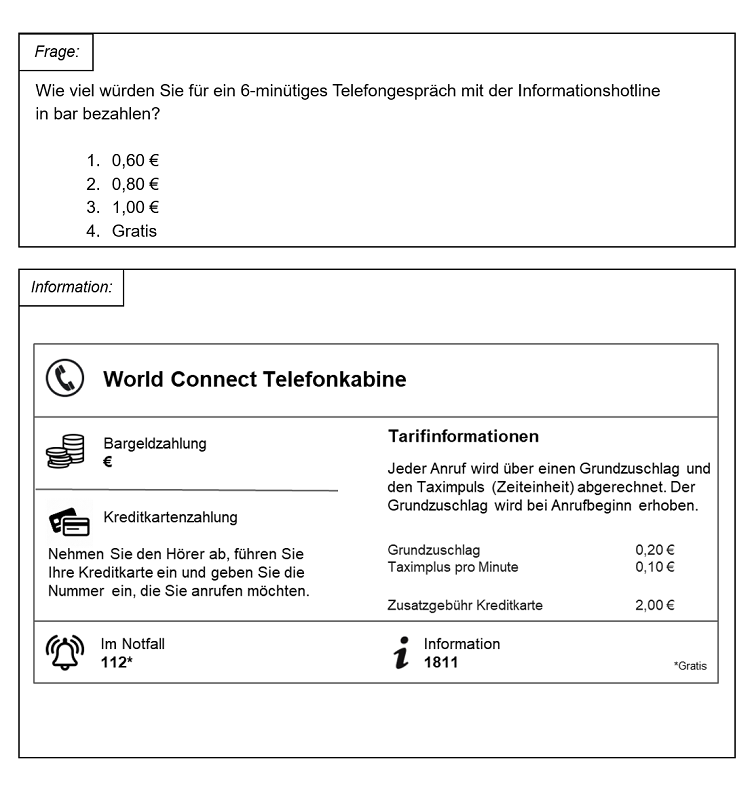 Frage:
Wie viel würden Sie für ein 6-minütiges Telefongespräch mit der Informationshotline
in bar bezahlen?
1. 0,60 €
2. 0,80 €
3. 1,00 €
4. Gratis
Information:
World Connect Telefonkabine
Bargeldzahlung
€
Kreditkartenzahlung
Nehmen Sie den Hörer ab, führen Sie
Ihre Kreditkarte ein und geben Sie die
Nummer ein, die Sie anrufen möchten.
Tarifinformationen
Jeder Anruf wird über einen Grundzuschlag und
den Taximpuls (Zeiteinheit) abgerechnet. Der
Grundzuschlag wird bei Anrufbeginn erhoben.
Grundzuschlag 0,20 €
Taximplus pro Minute 0,10 €
Zusatzgebühr Kreditkarte 2,00 €
Im Notfall
112*
Information
1811
*Gratis